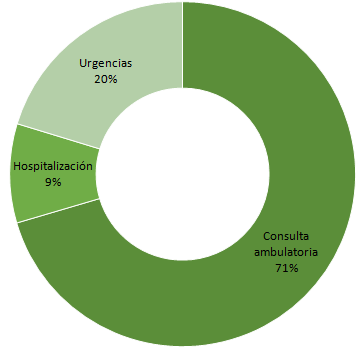 Urgencias
20%
Hospitalización
9%
Consulta
ambulatoria
71%